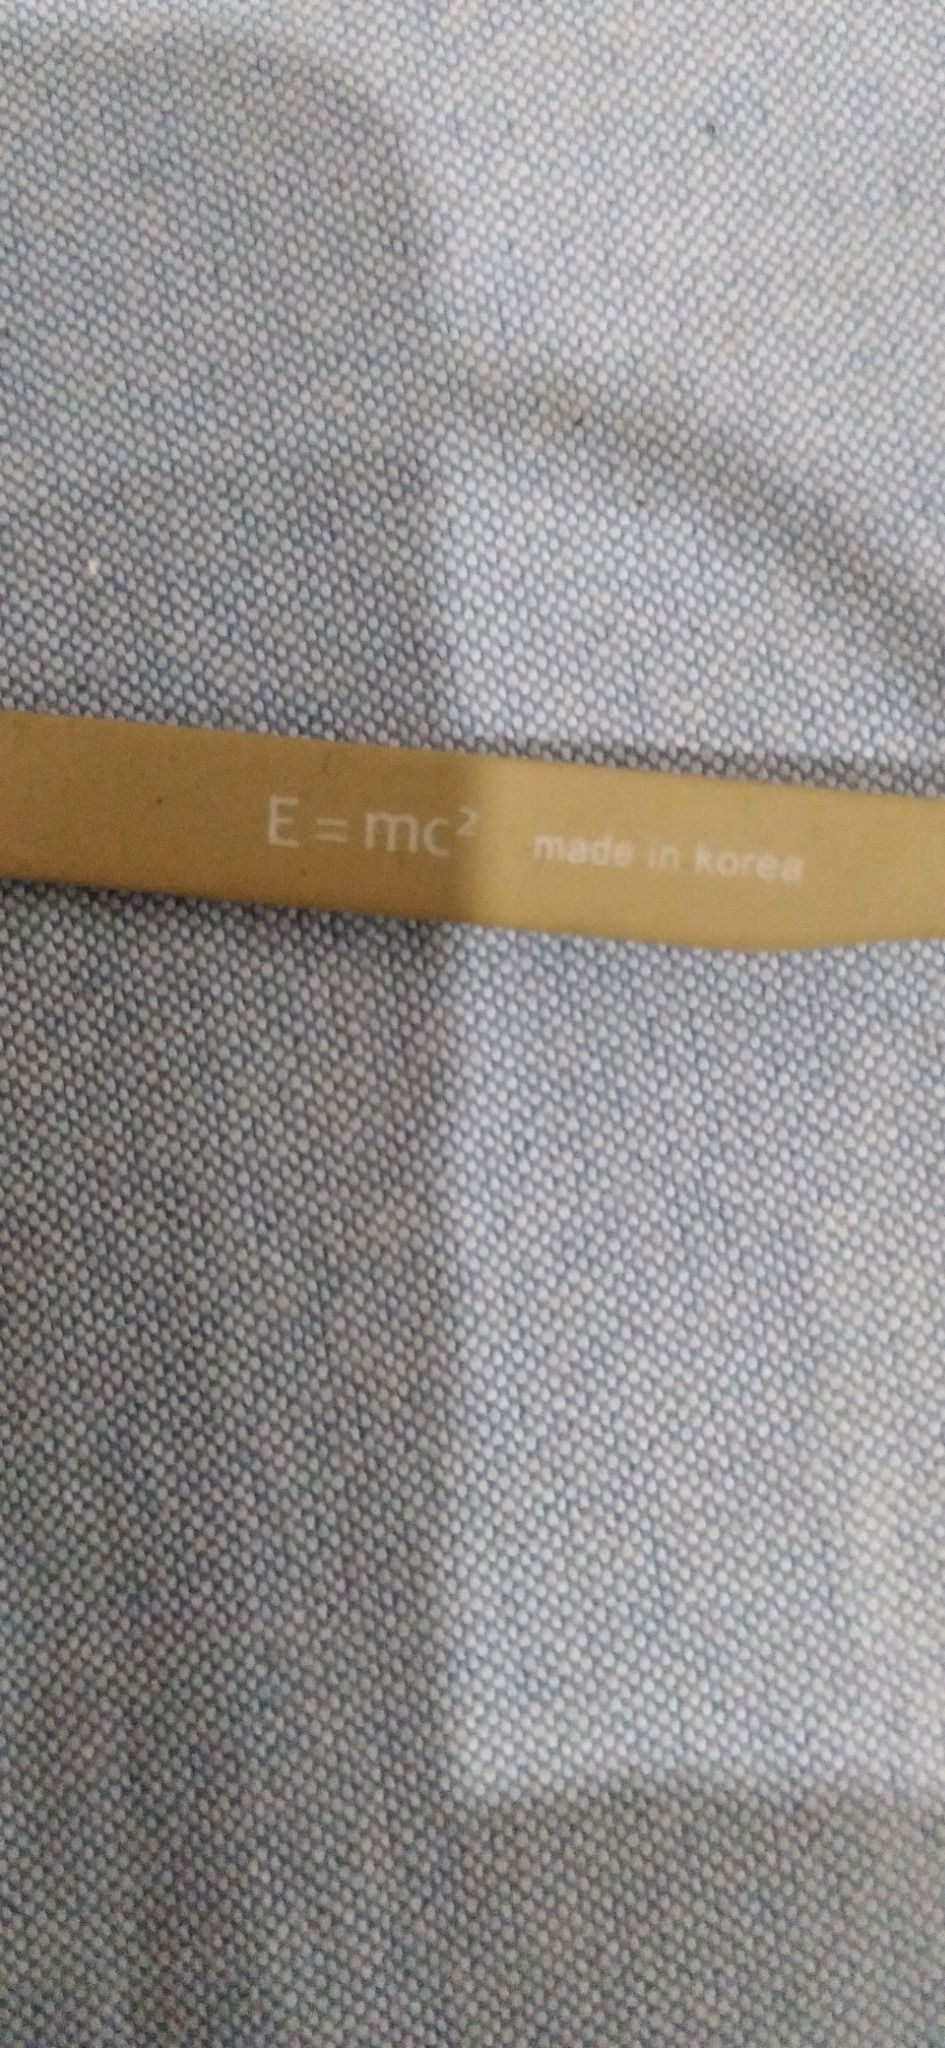 E = mc² made in korea